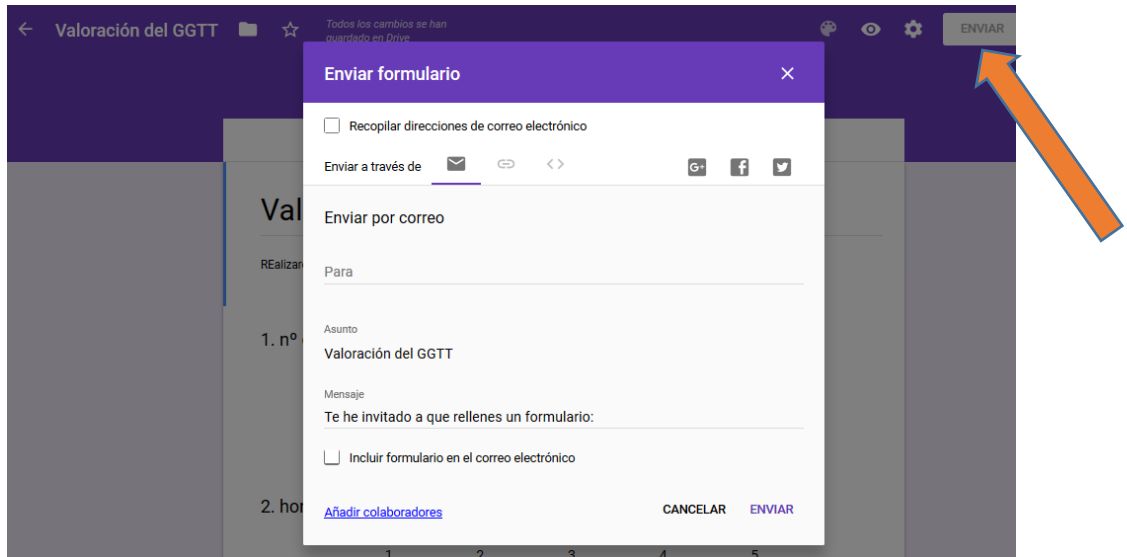 Valoración del GGTT
Todos los cambios se han
guardado en Drive
ENVIAR
Enviar formulario
Recopilar direcciones de correo electrónico
Enviar a través de
G+
Val
Enviar por correo
REalizar
Para
Asunto
1. nº
Valoración del GGTT
Mensaje
Te he invitado a que rellenes un formulario:
Incluir formulario en el correo electrónico
2. hor
Añadir colaboradores
CANCELAR ENVIAR
1 2 3 4 5